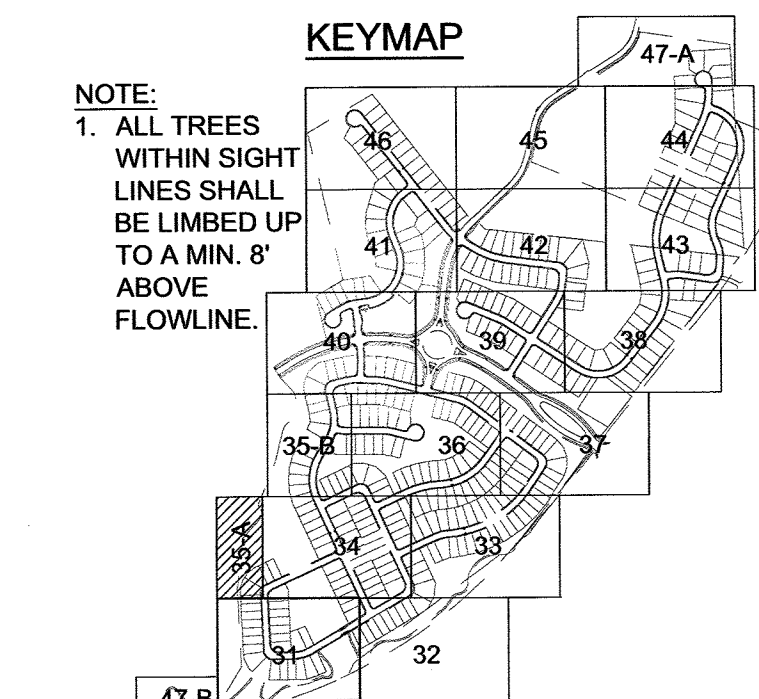 KEYMAP
NOTE:
1. ALL TREES
WITHIN SIGHT
LINES SHALL
BE LIMBED UP
TO A MIN. 8'
ABOVE
FLOWLINE.
47-A
46
45
44
41
42
43
40
39
38
35-B
36
37
35-A
34
33
31
32
47-B